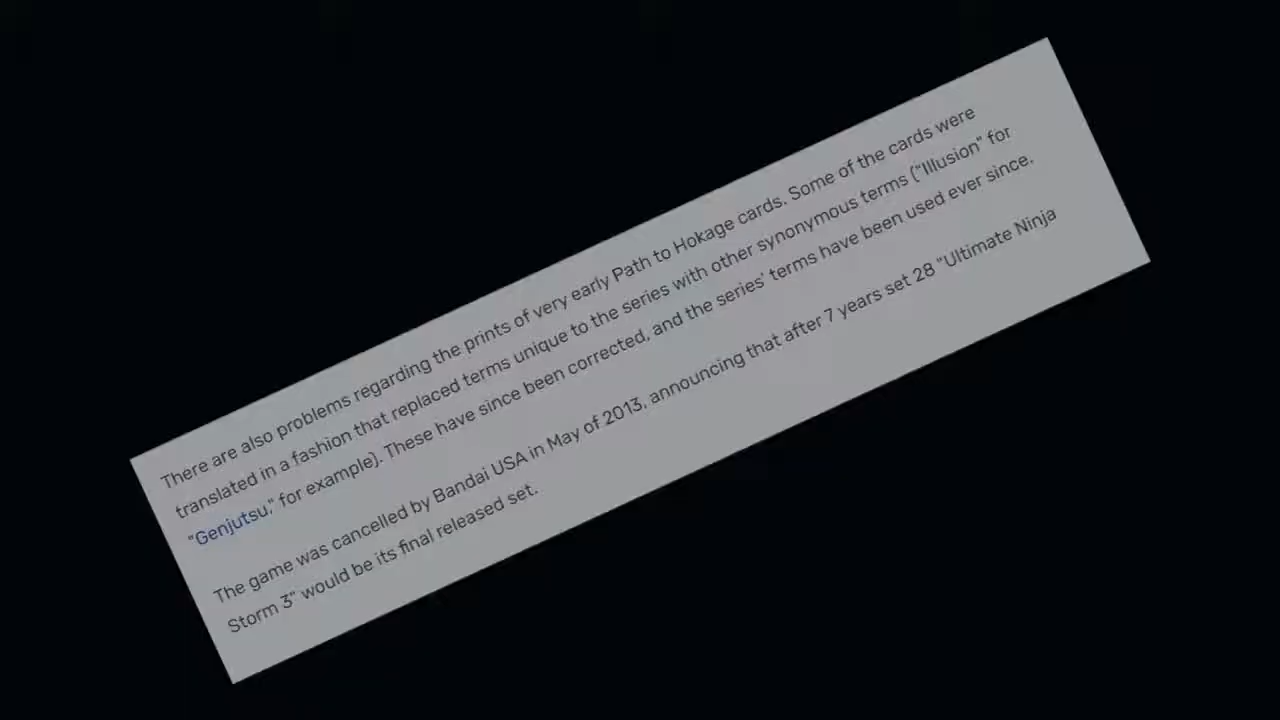 There are also problems regarding the prints of very early Path to Hokage cards. Some of the cards were
translated in a fashion that replaced terms unique to the series with other synonymous terms ("Illusion" for
"Genjutsu," for example). These have since been corrected, and the series' terms have been used ever since.
The game was cancelled by Bandai USA in May of 2013, announcing that after 7 years set 28 "Ultimate Ninja
Storm 3" would be its final released set.